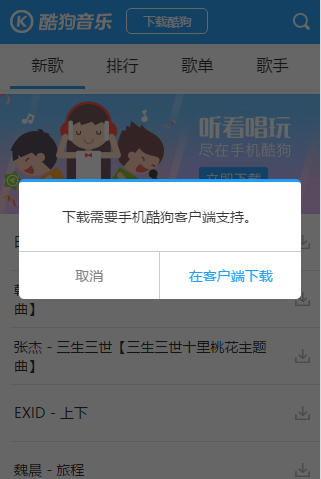 酷狗音乐
下载酷狗
新歌 排行 歌单 歌手
听看唱玩
尽在手机酷狗
立即下载
下载需要手机酷狗客户端支持。
取消 在客户端下载
曲】
张杰 - 三生三世【三生三世十里桃花主题
曲】
EXID - 上下
魏晨 - 旅程